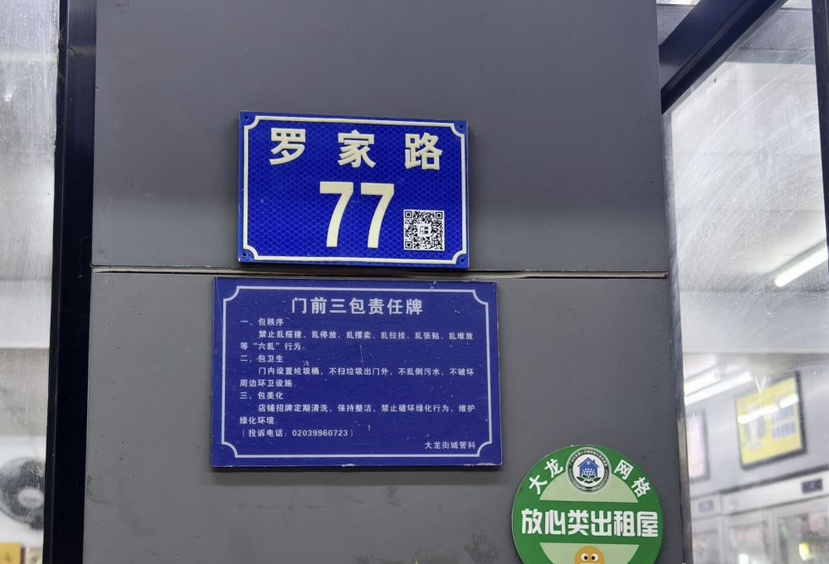 罗家路
77
门前三包责任牌
一、包秩序
禁止乱搭建、乱停放、乱摆卖、乱拉挂、乱张贴、乱堆放
等“六乱”行为
二、包卫生
门内设置垃圾桶，不扫垃圾出门外，不乱倒污水，不破坏
周边环卫设施
三、包美化
店铺招牌定期清洗，保持整洁，禁止破坏绿化行为，维护
绿化环境
（投诉电话：02039960723）
大龙街城管科
大龙网格
放心类出租屋